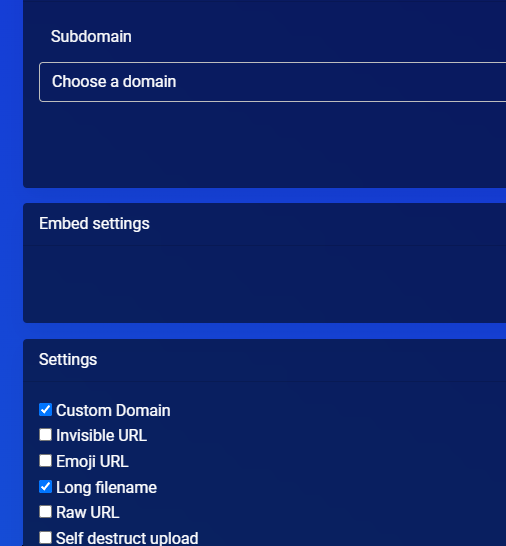 Subdomain
Choose a domain
Embed settings
Settings
Custom Domain
Invisible URL
Emoji URL
Long filename
Raw URL
Self destruct upload